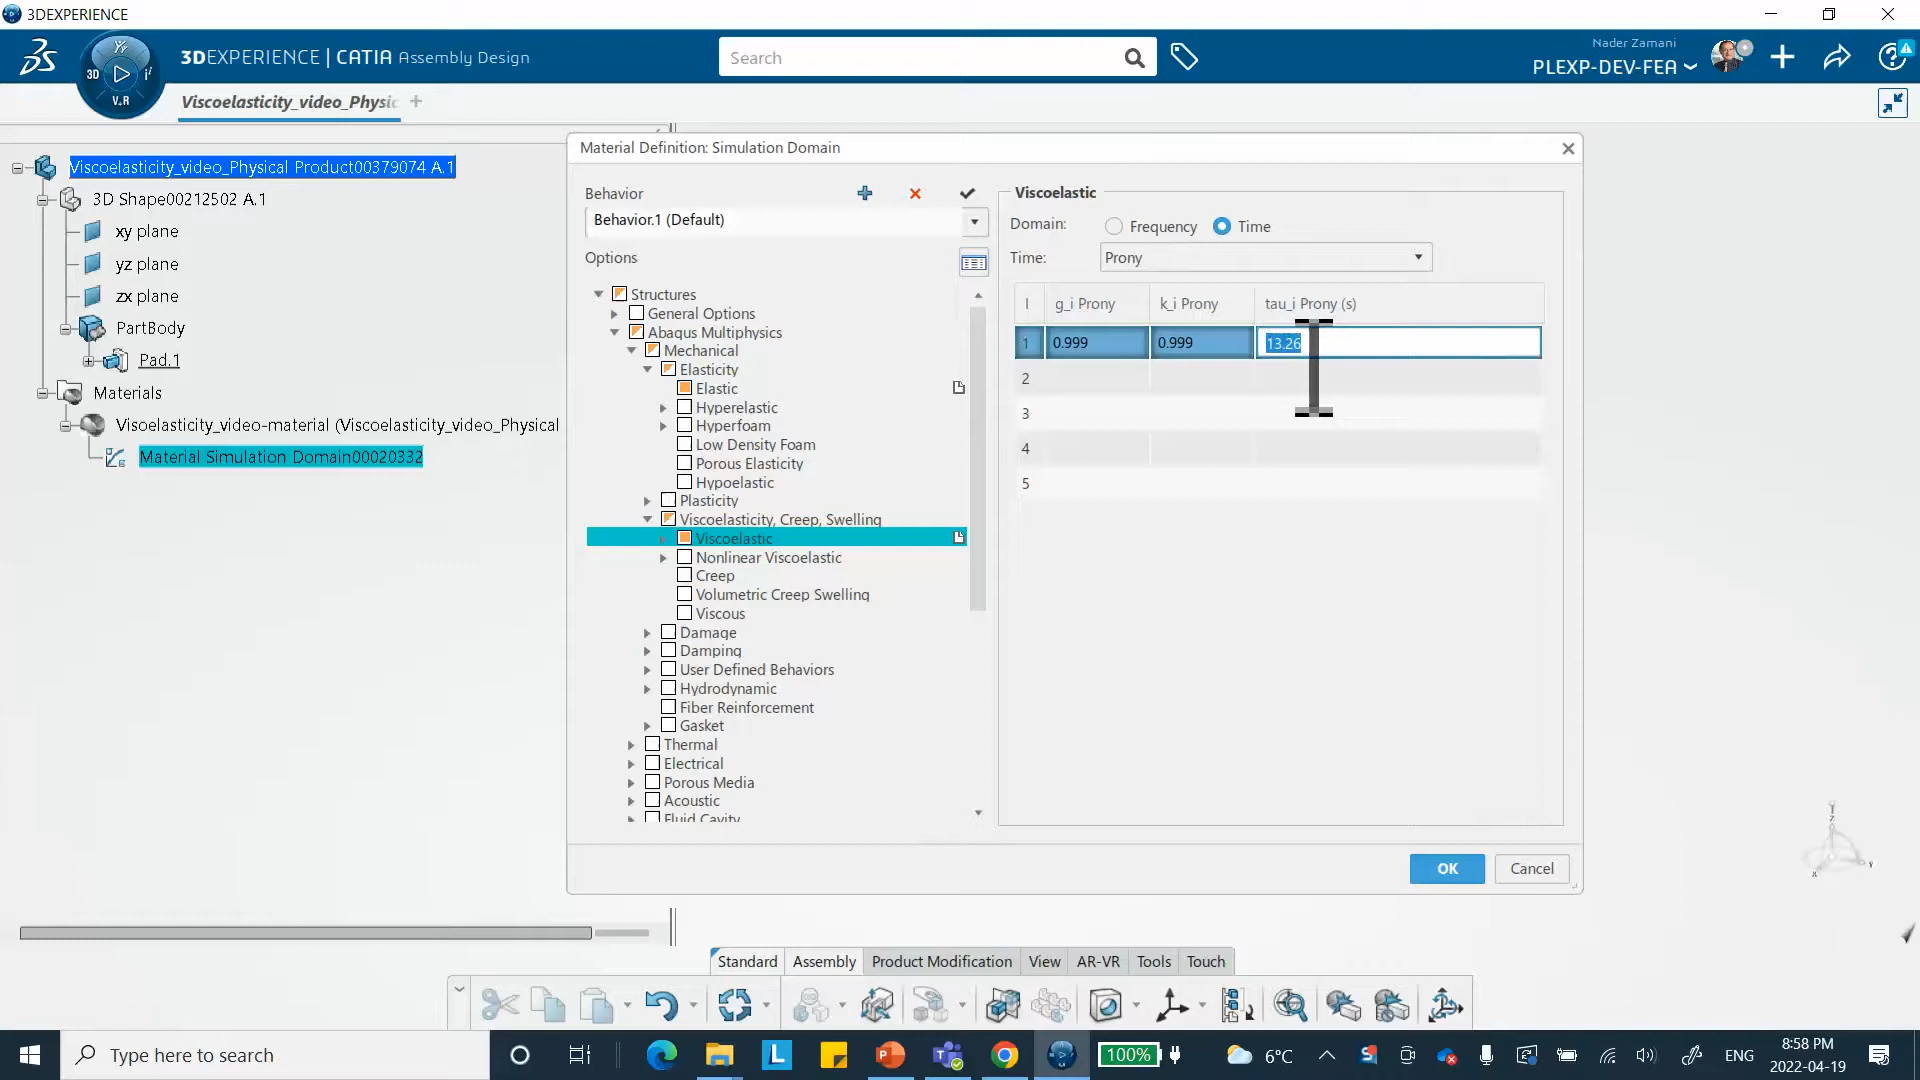 3DEXPERIENCE
3DEXPERIENCE | CATIA Assembly Design
Search
Nader Zamani
PLEXP-DEV-FEA
3D
V.R
Viscoelasticity_video_Physic
Viscoelasticity_video_Physical Product00379074 A.1
3D Shape00212502 A.1
xy plane
yz plane
zx plane
PartBody
Pad.1
Materials
Visoelasticity_video-material (Viscoelasticity_video_Physical
Material Simulation Domain00020332
Material Definition: Simulation Domain
Behavior
Behavior.1 (Default)
Options
Structures
General Options
Abaqus Multiphysics
Mechanical
Elasticity
Elastic
Hyperelastic
Hyperfoam
Low Density Foam
Porous Elasticity
Hypoelastic
Plasticity
Viscoelasticity, Creep, Swelling
Viscoelastic
Nonlinear Viscoelastic
Creep
Volumetric Creep Swelling
Viscous
Damage
Damping
User Defined Behaviors
Hydrodynamic
Fiber Reinforcement
Gasket
Thermal
Electrical
Porous Media
Acoustic
Fluid Cavity
Viscoelastic
Domain: Frequency Time
Time: Prony
I g_i Prony k_i Prony tau_i Prony (s)
1 0.999 0.999 13.26
2
3
4
5
OK Cancel
Standard Assembly Product Modification View AR-VR Tools Touch
Type here to search
100%
6°C
ENG
8:58 PM
2022-04-19